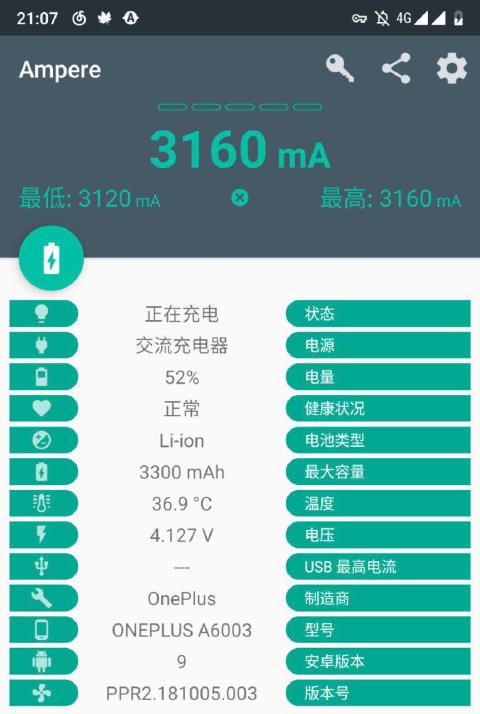 21:07
4G
Ampere
3160 mA
最低: 3120 mA
最高: 3160 mA
正在充电 状态
交流充电器 电源
52% 电量
正常 健康状况
Li-ion 电池类型
3300 mAh 最大容量
36.9 °C 温度
4.127 V 电压
--- USB 最高电流
OnePlus 制造商
ONEPLUS A6003 型号
9 安卓版本
PPR2.181005.003 版本号